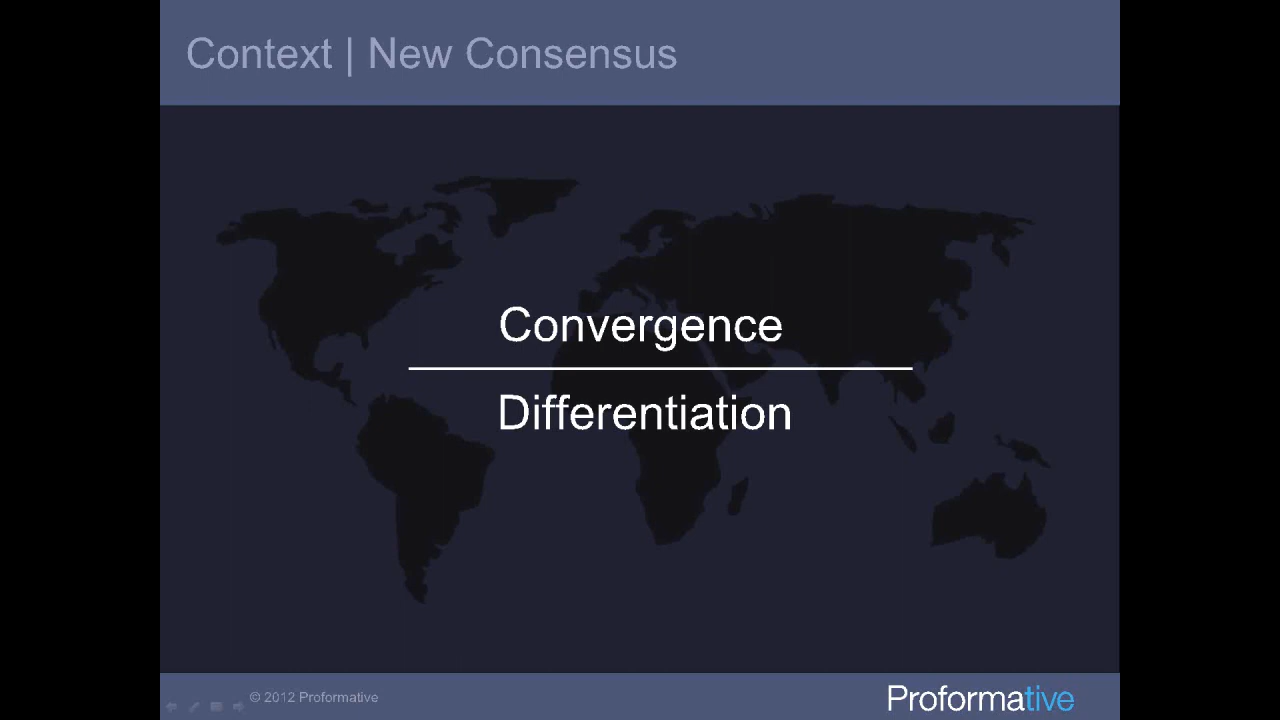 Context | New Consensus
Convergence
Differentiation
© 2012 Proformative
Proformative